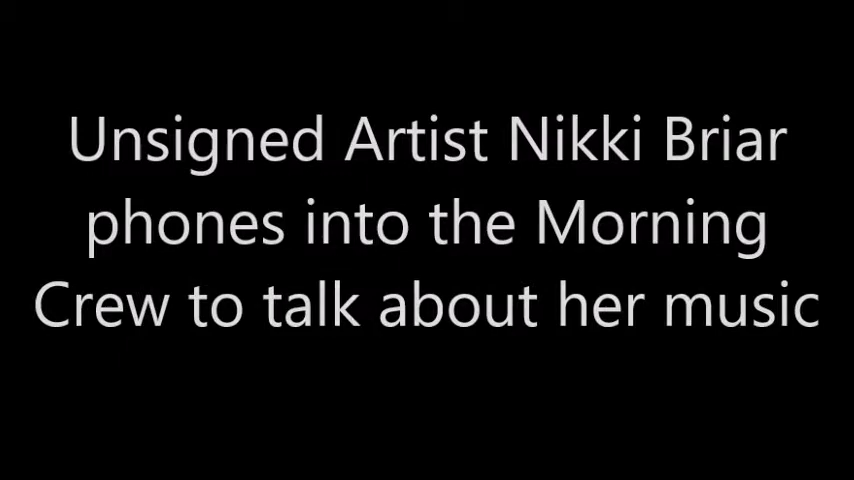 Unsigned Artist Nikki Briar
phones into the Morning
Crew to talk about her music